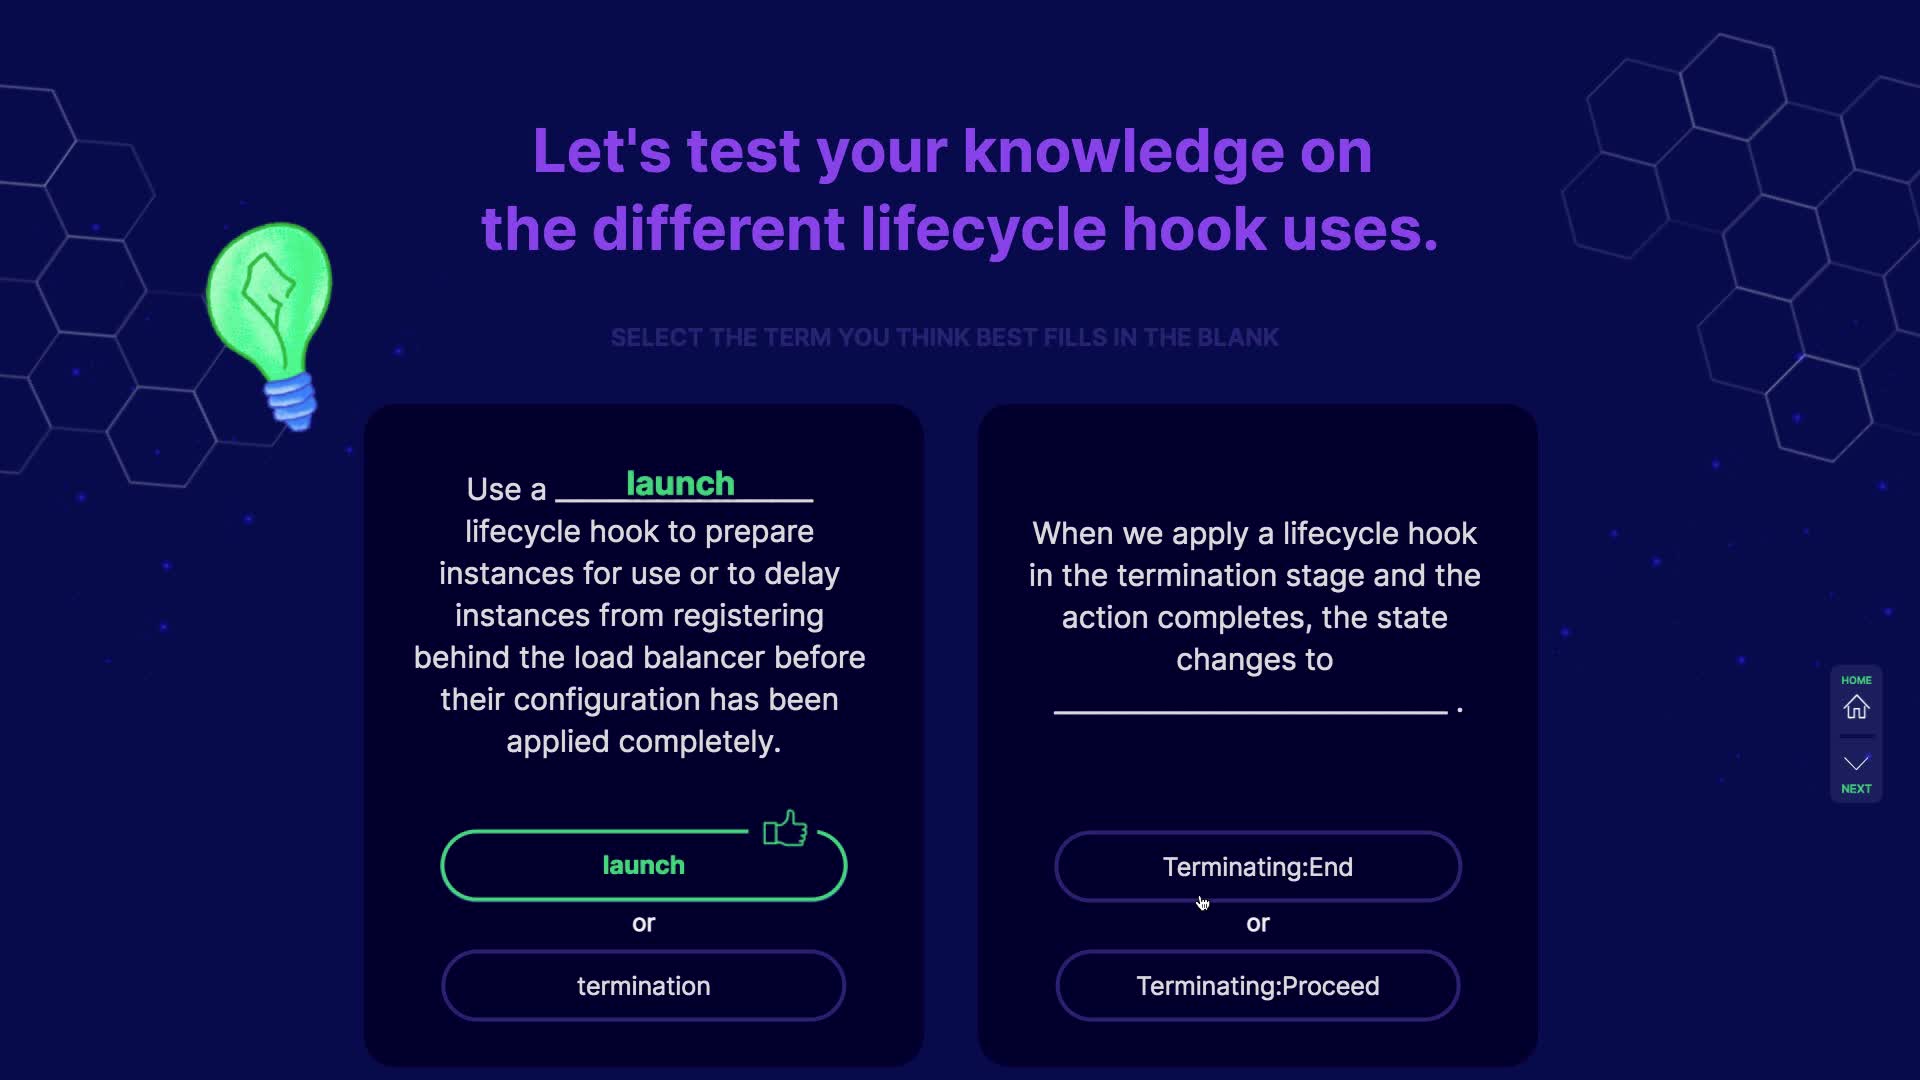 Let's test your knowledge on
the different lifecycle hook uses.
SELECT THE TERM YOU THINK BEST FILLS IN THE BLANK
Use a launch
lifecycle hook to prepare
instances for use or to delay
instances from registering
behind the load balancer before
their configuration has been
applied completely.
launch
or
termination
When we apply a lifecycle hook
in the termination stage and the
action completes, the state
changes to
.
Terminating:End
or
Terminating:Proceed
HOME
NEXT